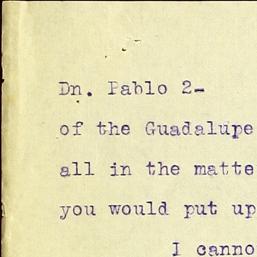 Dn. Pablo 2-
of the Guadalupe
all in the matte
you would put up
I canno